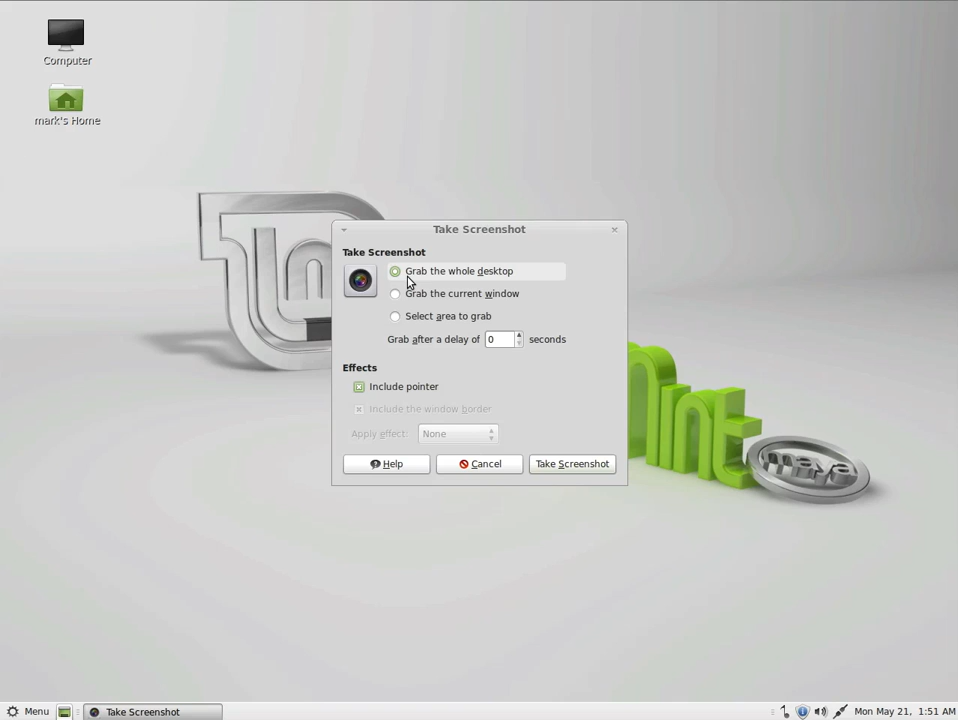 Computer
mark's Home
Take Screenshot
Take Screenshot
Grab the whole desktop
Grab the current window
Select area to grab
Grab after a delay of 0 seconds
Effects
Include pointer
Include the window border
Apply effect: None
Help Cancel Take Screenshot
Mint
maya
Menu Take Screenshot Mon May 21, 1:51 AM